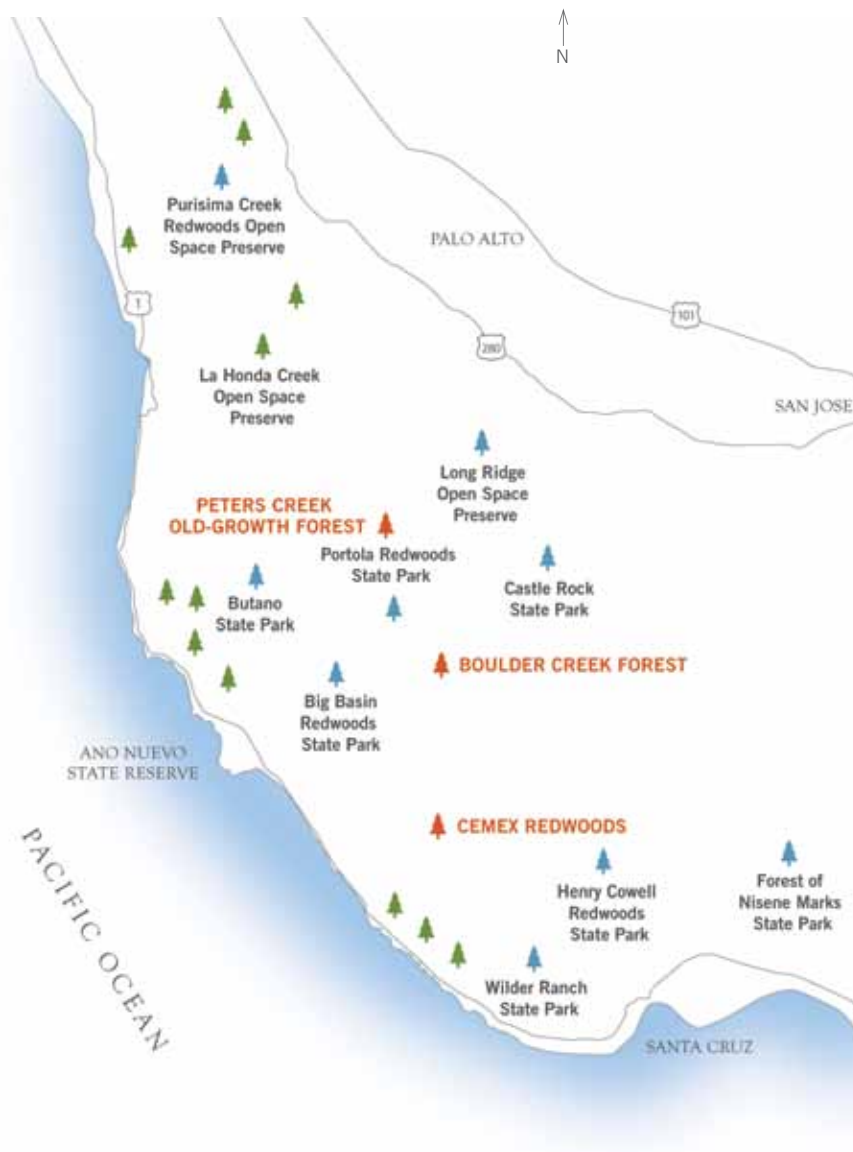 N
Purisima Creek
Redwoods Open
Space Preserve
PALO ALTO
1
101
280
La Honda Creek
Open Space
Preserve
SAN JOSE
Long Ridge
Open Space
Preserve
PETERS CREEK
OLD-GROWTH FOREST
Portola Redwoods
State Park
Castle Rock
State Park
Butano
State Park
BOULDER CREEK FOREST
Big Basin
Redwoods
State Park
ANO NUEVO
STATE RESERVE
CEMEX REDWOODS
PACIFIC OCEAN
Henry Cowell
Redwoods
State Park
Forest of
Nisene Marks
State Park
Wilder Ranch
State Park
SANTA CRUZ